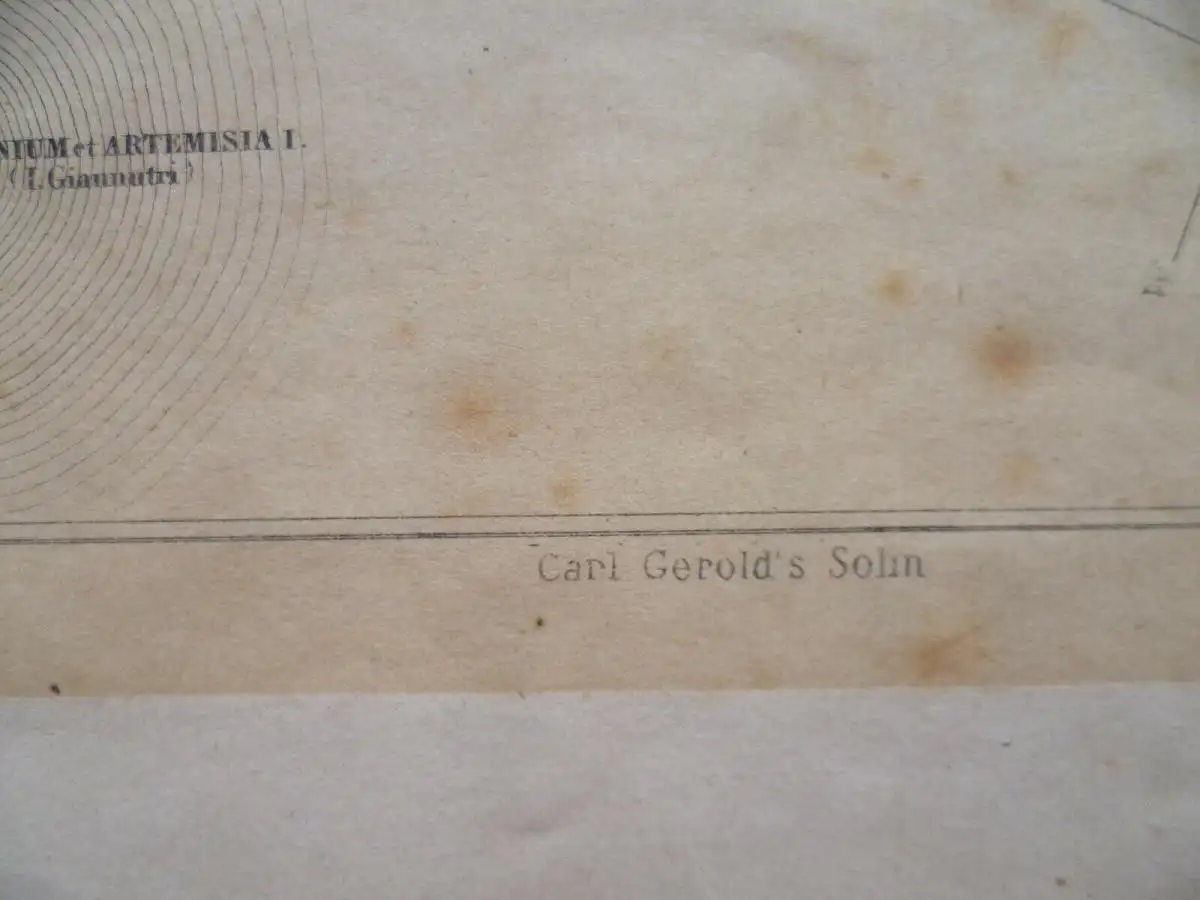 NIUM et ARTEMISIA I.
(I. Giannutri)
Carl Gerold's Sohn